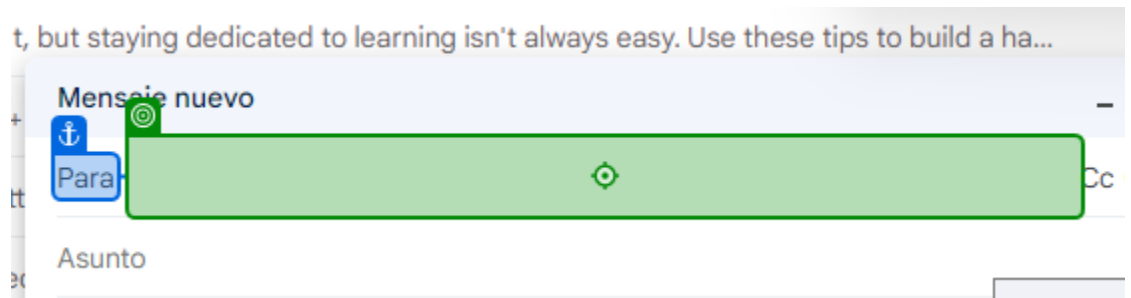 t, but staying dedicated to learning isn't always easy. Use these tips to build a ha...
Mensaje nuevo
Para Cc
Asunto